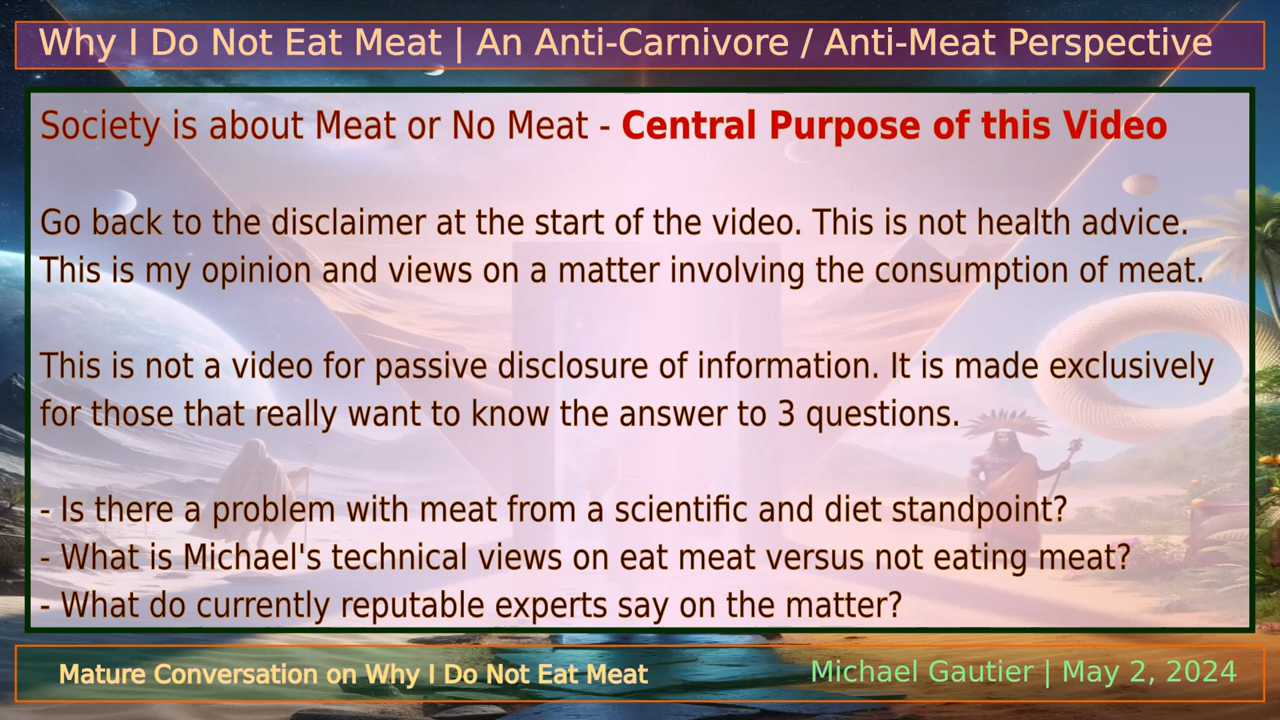 Why I Do Not Eat Meat | An Anti-Carnivore / Anti-Meat Perspective
Society is about Meat or No Meat - Central Purpose of this Video
Go back to the disclaimer at the start of the video. This is not health advice.
This is my opinion and views on a matter involving the consumption of meat.
This is not a video for passive disclosure of information. It is made exclusively
for those that really want to know the answer to 3 questions.
- Is there a problem with meat from a scientific and diet standpoint?
- What is Michael's technical views on eat meat versus not eating meat?
- What do currently reputable experts say on the matter?
Mature Conversation on Why I Do Not Eat Meat
Michael Gautier | May 2, 2024